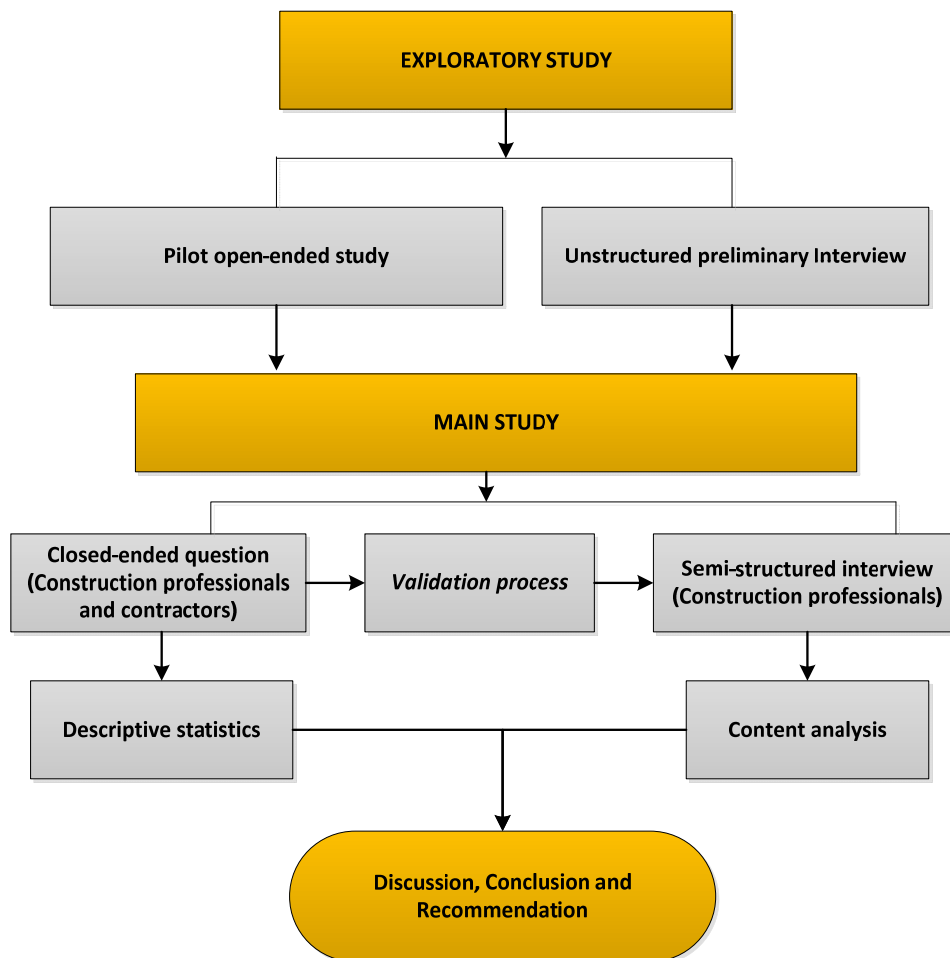 EXPLORATORY STUDY
Pilot open-ended study
Unstructured preliminary Interview
MAIN STUDY
Closed-ended question
(Construction professionals
and contractors)
Validation process
Semi-structured interview
(Construction professionals)
Descriptive statistics
Content analysis
Discussion, Conclusion and
Recommendation